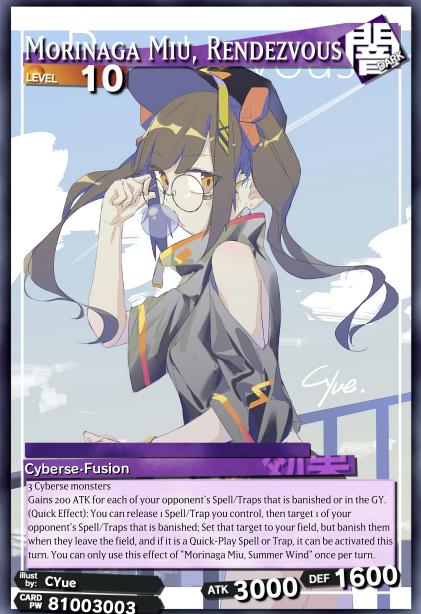 MORINAGA MIU, RENDEZVOUS
闇
DARK
LEVEL 10
CYue.
Cyberse・Fusion
効果
3 Cyberse monsters
Gains 200 ATK for each of your opponent's Spell/Traps that is banished or in the GY.
(Quick Effect): You can release 1 Spell/Trap you control, then target 1 of your
opponent's Spell/Traps that is banished; Set that target to your field, but banish them
when they leave the field, and if it is a Quick-Play Spell or Trap, it can be activated this
turn. You can only use this effect of "Morinaga Miu, Summer Wind" once per turn.
illust by: CYue
ATK 3000 DEF 1600
CARD PW 81003003